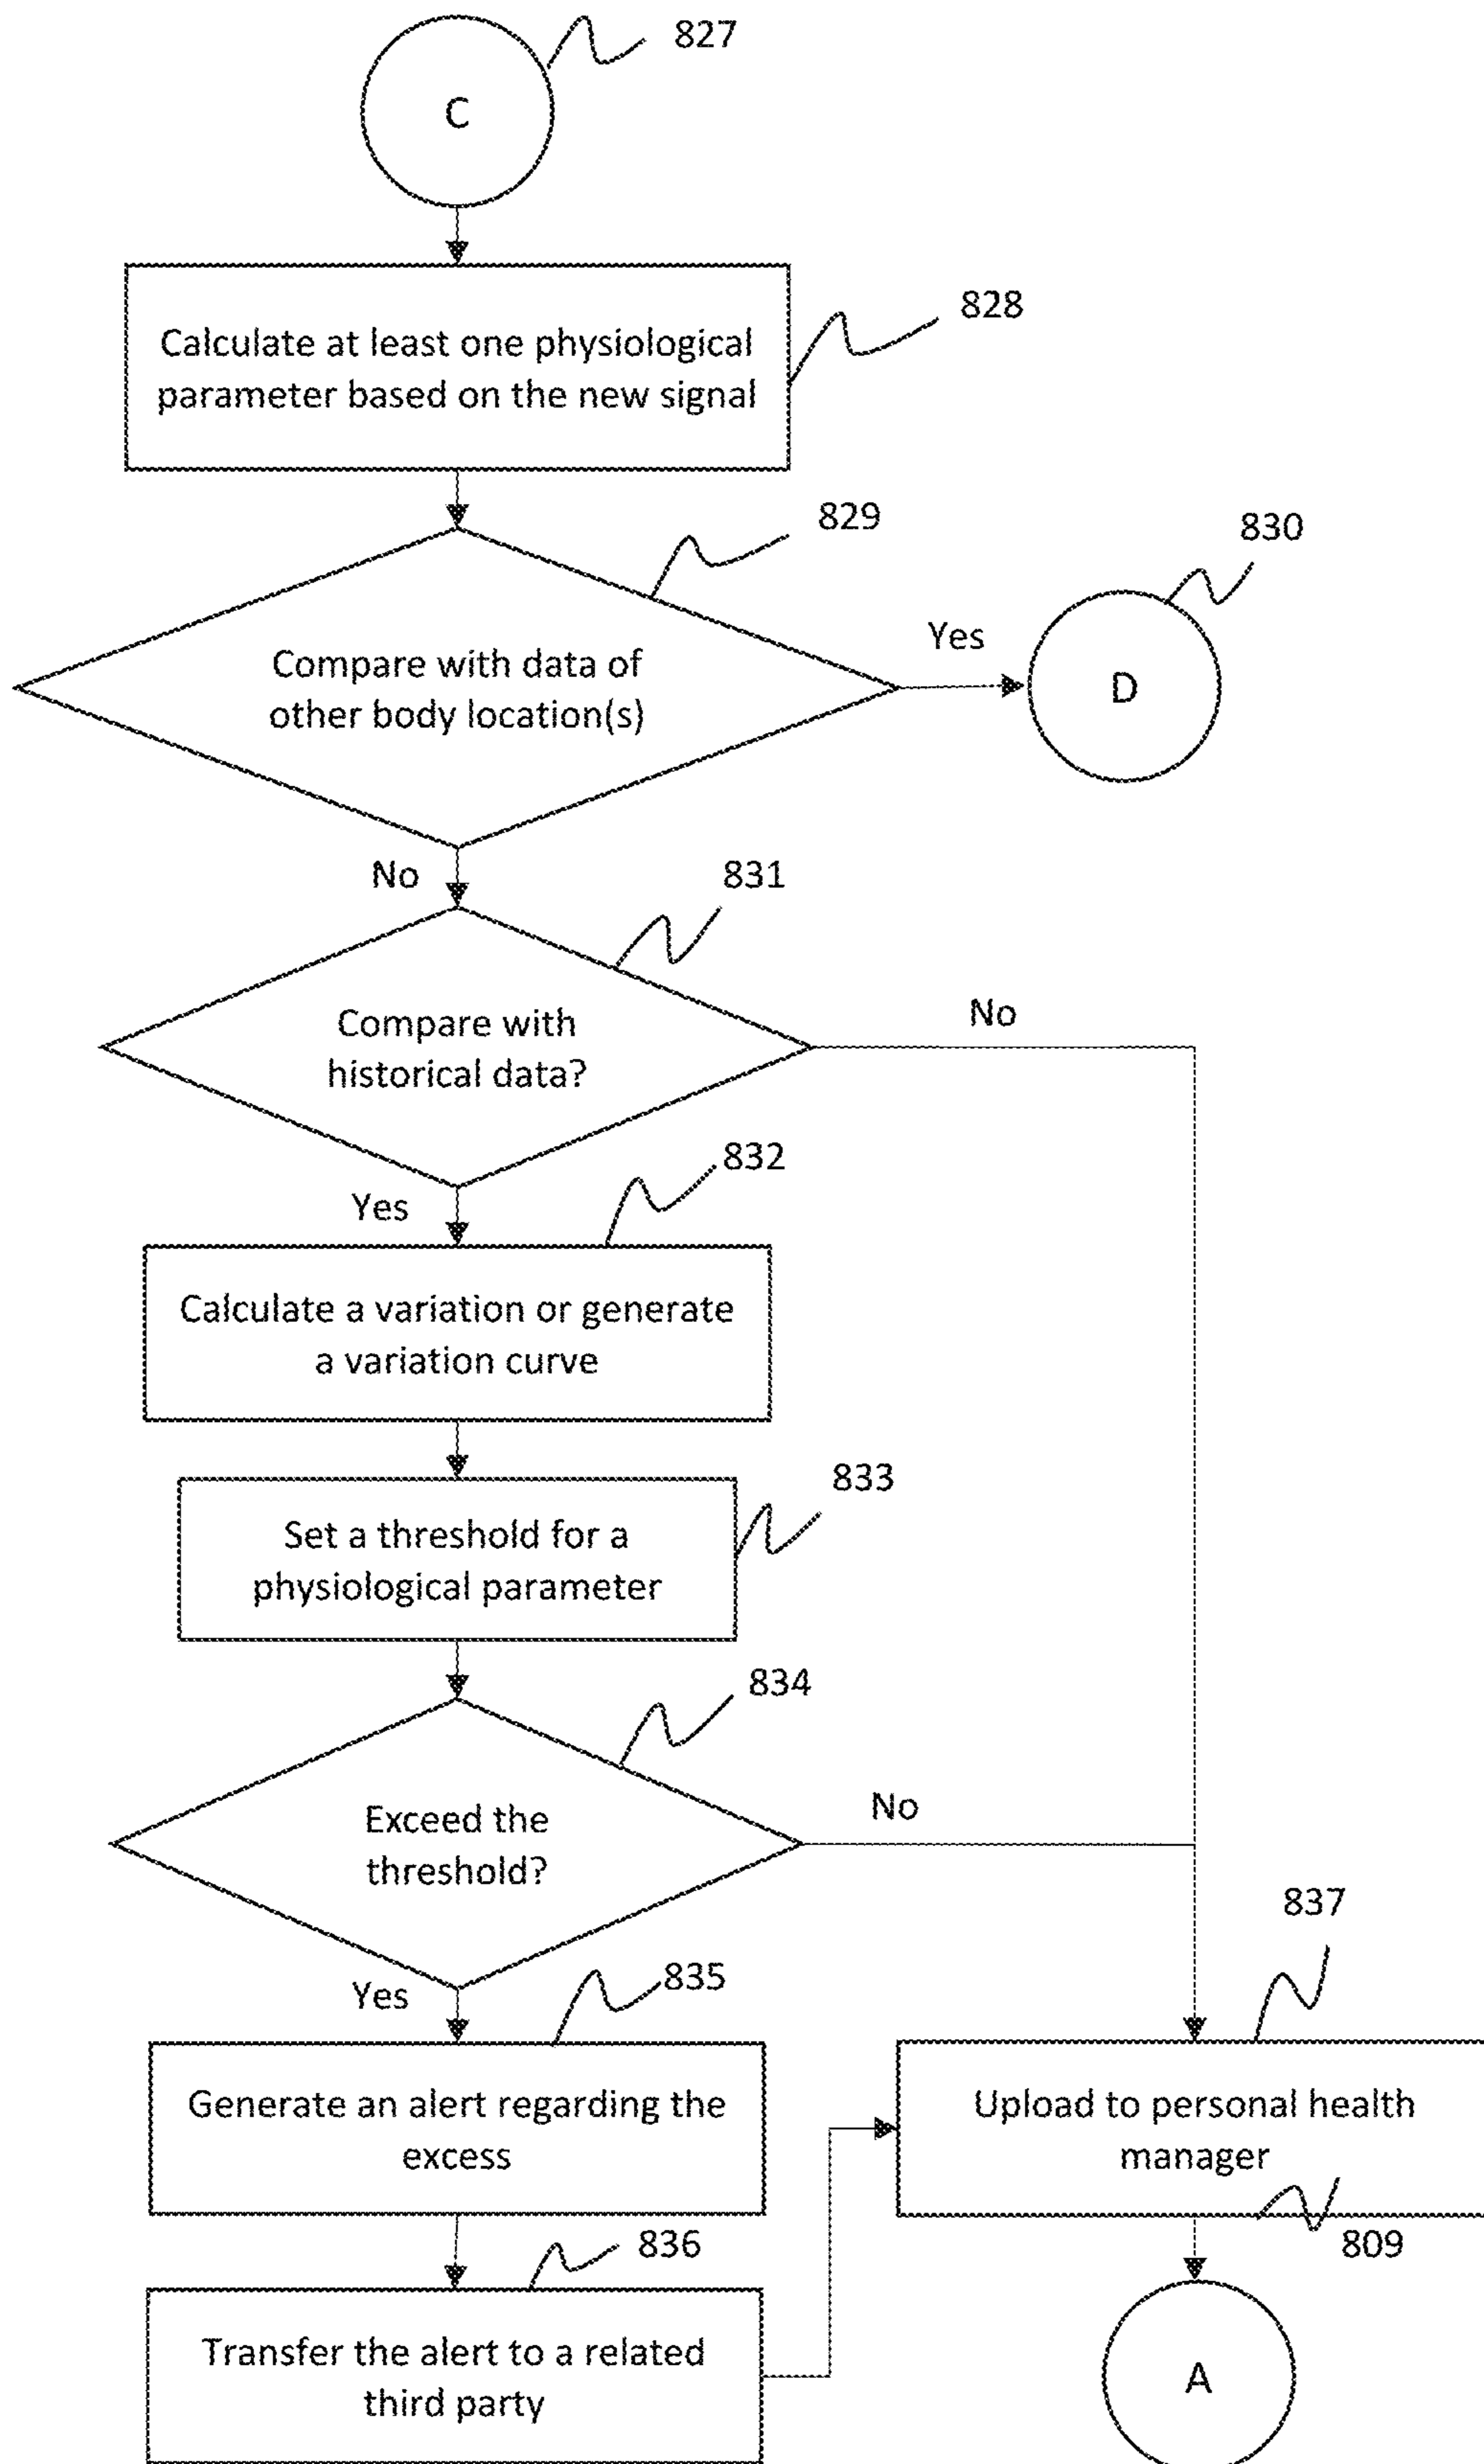 827
C
828
Calculate at least one physiological
parameter based on the new signal
829
830
Compare with data of
other body location(s)
Yes
D
No
831
Compare with
historical data?
No
832
Yes
Calculate a variation or generate
a variation curve
833
Set a threshold for a
physiological parameter
834
Exceed the
threshold?
No
837
Yes
835
Generate an alert regarding the
excess
Upload to personal health
manager
836
809
Transfer the alert to a related
third party
A